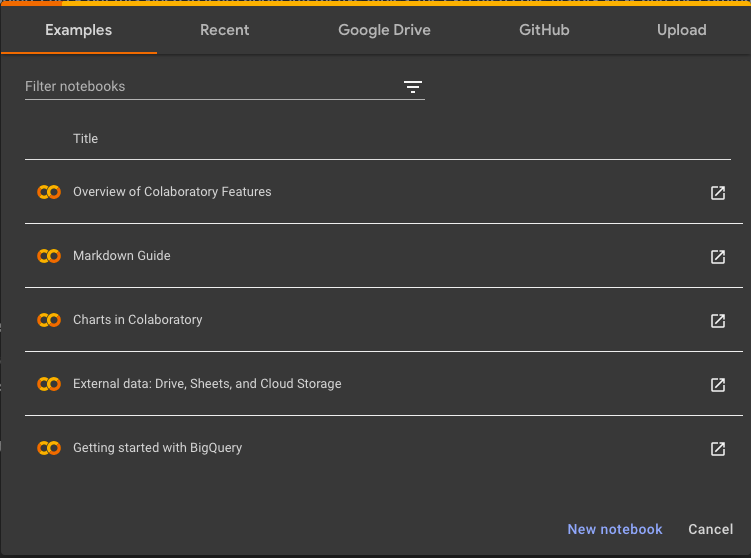 Examples Recent Google Drive GitHub Upload
Filter notebooks
Title
Overview of Colaboratory Features
Markdown Guide
Charts in Colaboratory
External data: Drive, Sheets, and Cloud Storage
Getting started with BigQuery
New notebook Cancel